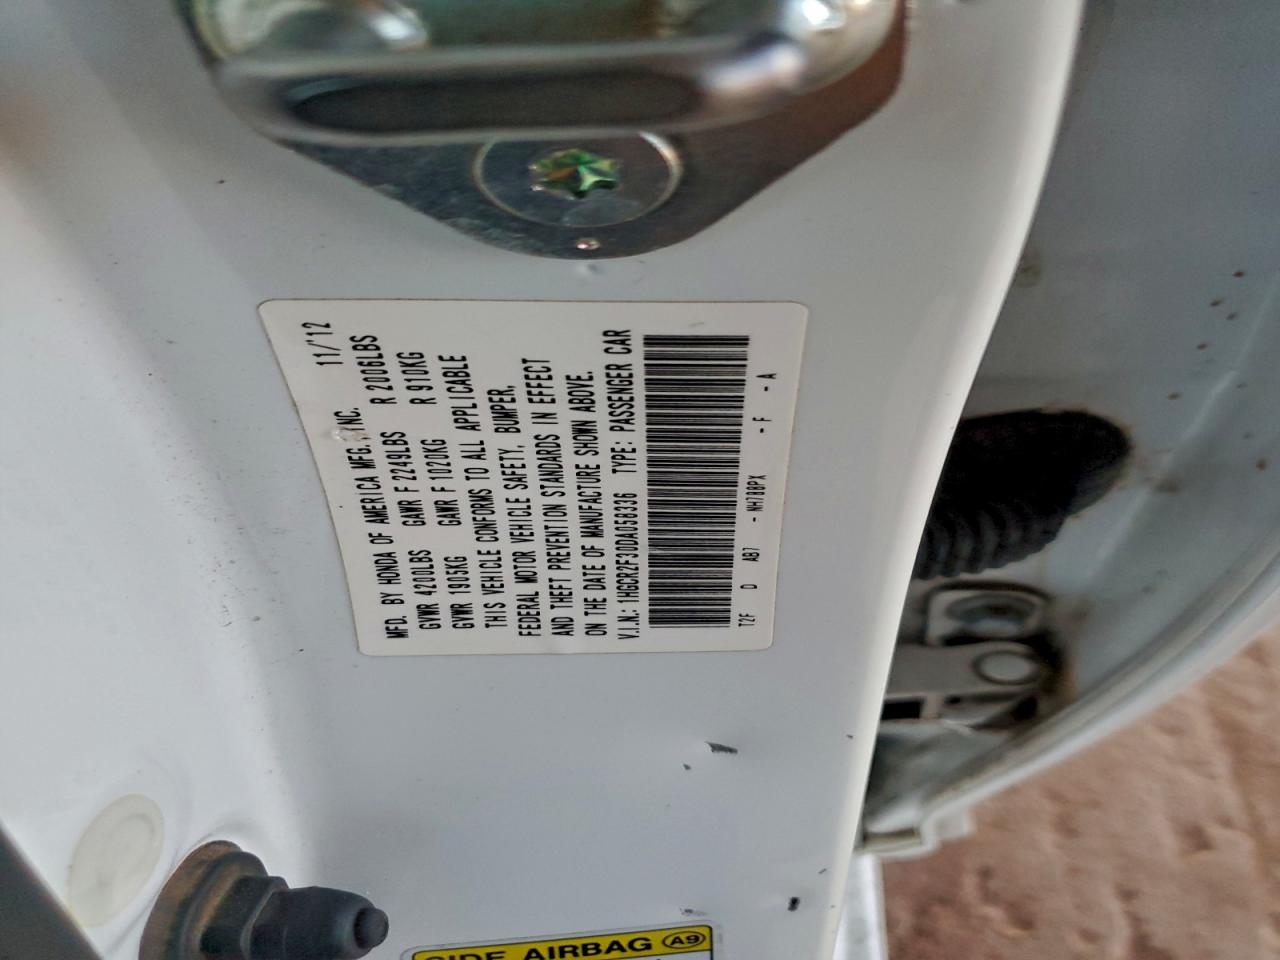 MFD. BY HONDA OF AMERICA MFG. INC. 11/'12
GVWR 4200LBS GAWR F 2249LBS R 2006LBS
GVWR 1905KG GAWR F 1020KG R 910KG
THIS VEHICLE CONFORMS TO ALL APPLICABLE
FEDERAL MOTOR VEHICLE SAFETY, BUMPER,
AND THEFT PREVENTION STANDARDS IN EFFECT
ON THE DATE OF MANUFACTURE SHOWN ABOVE.
V.I.N.: 1HGCR2F30DA058336 TYPE: PASSENGER CAR
T2F D AB7 - NH788PX - F - A
SIDE AIRBAG A9